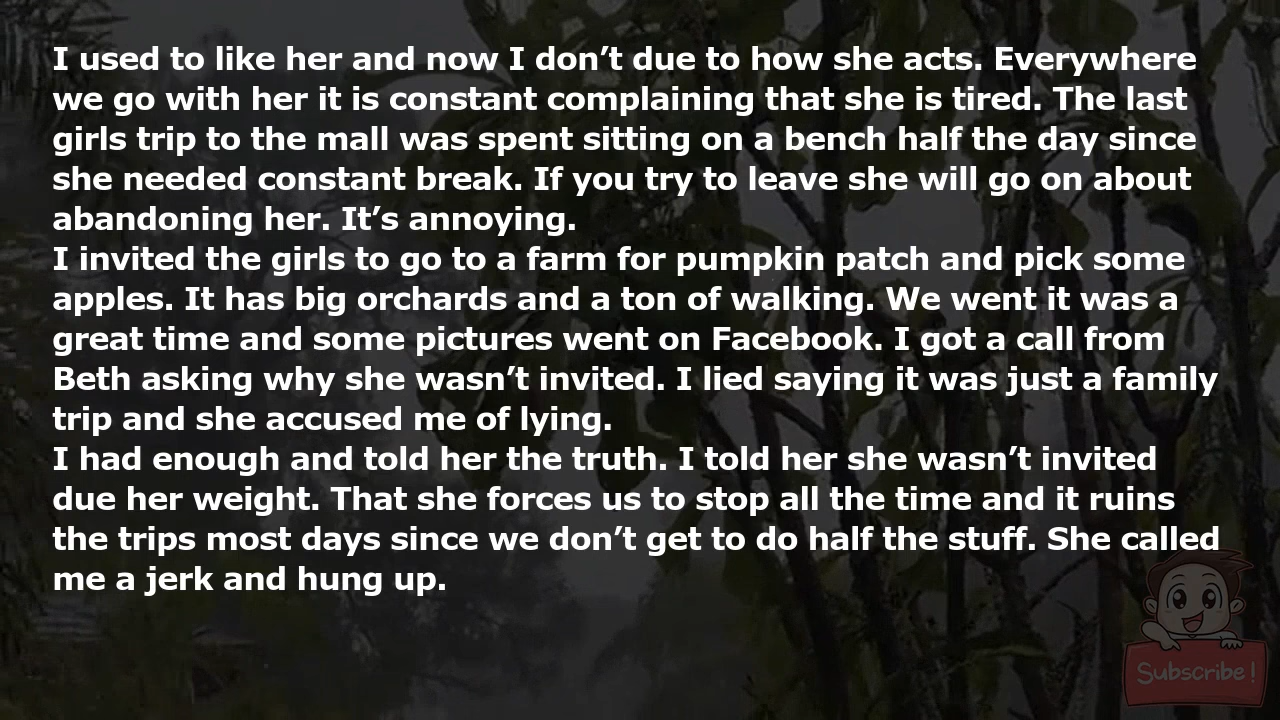 I used to like her and now I don’t due to how she acts. Everywhere
we go with her it is constant complaining that she is tired. The last
girls trip to the mall was spent sitting on a bench half the day since
she needed constant break. If you try to leave she will go on about
abandoning her. It’s annoying.
I invited the girls to go to a farm for pumpkin patch and pick some
apples. It has big orchards and a ton of walking. We went it was a
great time and some pictures went on Facebook. I got a call from
Beth asking why she wasn’t invited. I lied saying it was just a family
trip and she accused me of lying.
I had enough and told her the truth. I told her she wasn’t invited
due her weight. That she forces us to stop all the time and it ruins
the trips most days since we don’t get to do half the stuff. She called
me a jerk and hung up.
Subscribe!